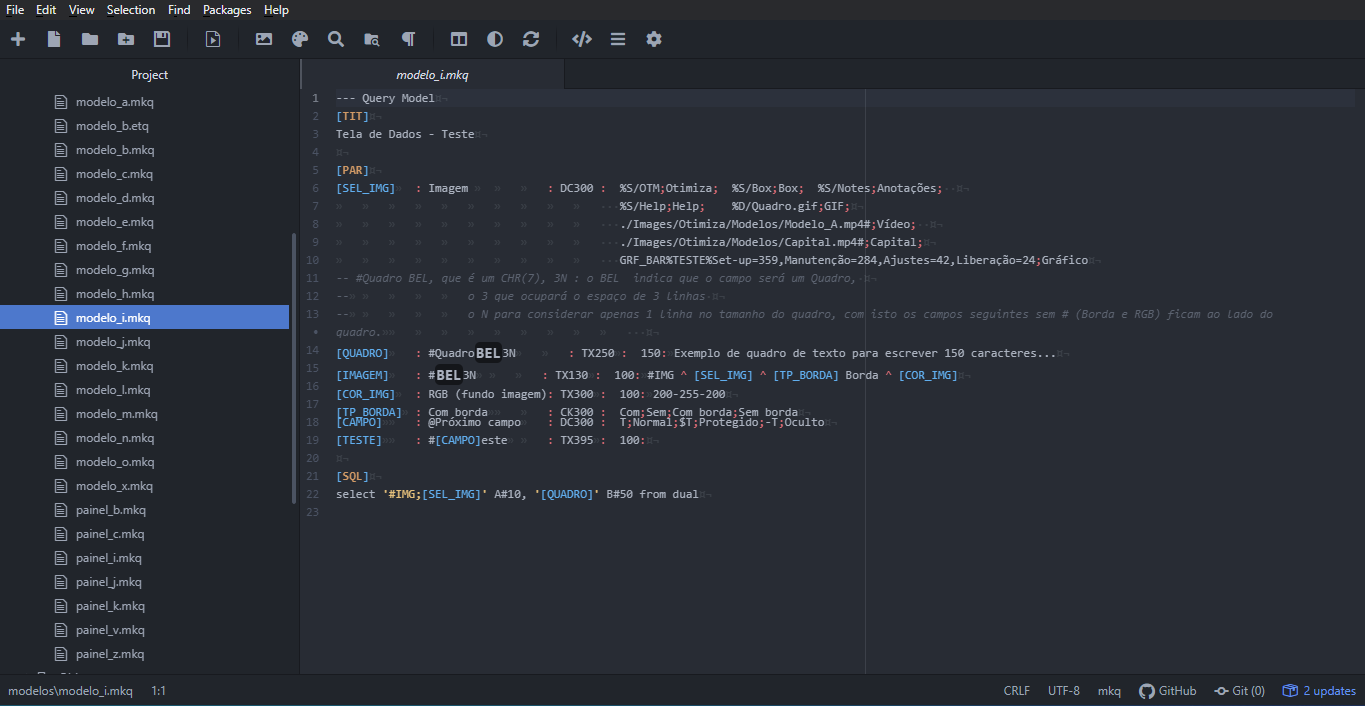 File Edit View Selection Find Packages Help
Project
modelo_a.mkq
modelo_b.etq
modelo_b.mkq
modelo_c.mkq
modelo_d.mkq
modelo_e.mkq
modelo_f.mkq
modelo_g.mkq
modelo_h.mkq
modelo_i.mkq
modelo_j.mkq
modelo_k.mkq
modelo_l.mkq
modelo_m.mkq
modelo_n.mkq
modelo_o.mkq
modelo_x.mkq
painel_b.mkq
painel_c.mkq
painel_i.mkq
painel_j.mkq
painel_k.mkq
painel_v.mkq
painel_z.mkq
modelo_i.mkq
1 --- Query Model
2 [TIT]
3 Tela de Dados - Teste
4
5 [PAR]
6 [SEL_IMG] : Imagem : DC300 : %S/OTM;Otimiza; %S/Box;Box; %S/Notes;Anotações;
7 %S/Help;Help; %D/Quadro.gif;GIF;
8 ./Images/Otimiza/Modelos/Modelo_A.mp4#;Vídeo;
9 ./Images/Otimiza/Modelos/Capital.mp4#;Capital;
10 GRF_BAR%TESTE%Set-up=359,Manutenção=284,Ajustes=42,Liberação=24;Gráfico
11 -- #Quadro BEL, que é um CHR(7), 3N : o BEL indica que o campo será um Quadro,
12 -- o 3 que ocupará o espaço de 3 linhas
13 -- o N para considerar apenas 1 linha no tamanho do quadro, com isto os campos seguintes sem # (Borda e RGB) ficam ao lado do
• quadro.
14 [QUADRO] : #QuadroBEL3N : TX250 : 150: Exemplo de quadro de texto para escrever 150 caracteres...
15 [IMAGEM] : #BEL3N : TX130 : 100: #IMG ^ [SEL_IMG] ^ [TP_BORDA] Borda ^ [COR_IMG]
16 [COR_IMG] : RGB (fundo imagem): TX300 : 100: 200-255-200
17 [TP_BORDA] : Com borda : CK300 : Com;Sem;Com borda;Sem borda
18 [CAMPO] : @Próximo campo : DC300 : T;Normal;$T;Protegido;-T;Oculto
19 [TESTE] : #[CAMPO]este : TX395 : 100:
20
21 [SQL]
22 select '#IMG;[SEL_IMG]' A#10, '[QUADRO]' B#50 from dual
23
modelos\modelo_i.mkq 1:1 CRLF UTF-8 mkq GitHub Git (0) 2 updates